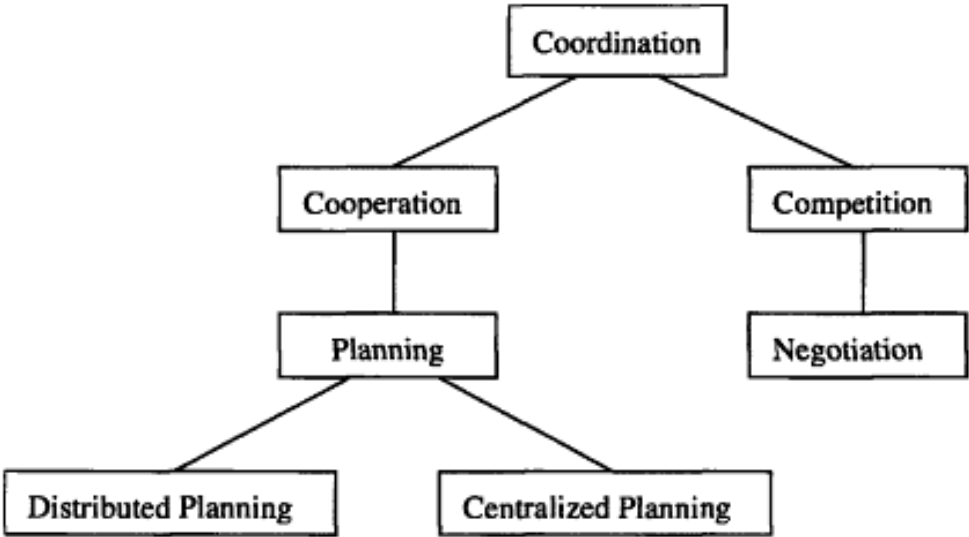 Coordination
Cooperation
Competition
Planning
Negotiation
Distributed Planning
Centralized Planning